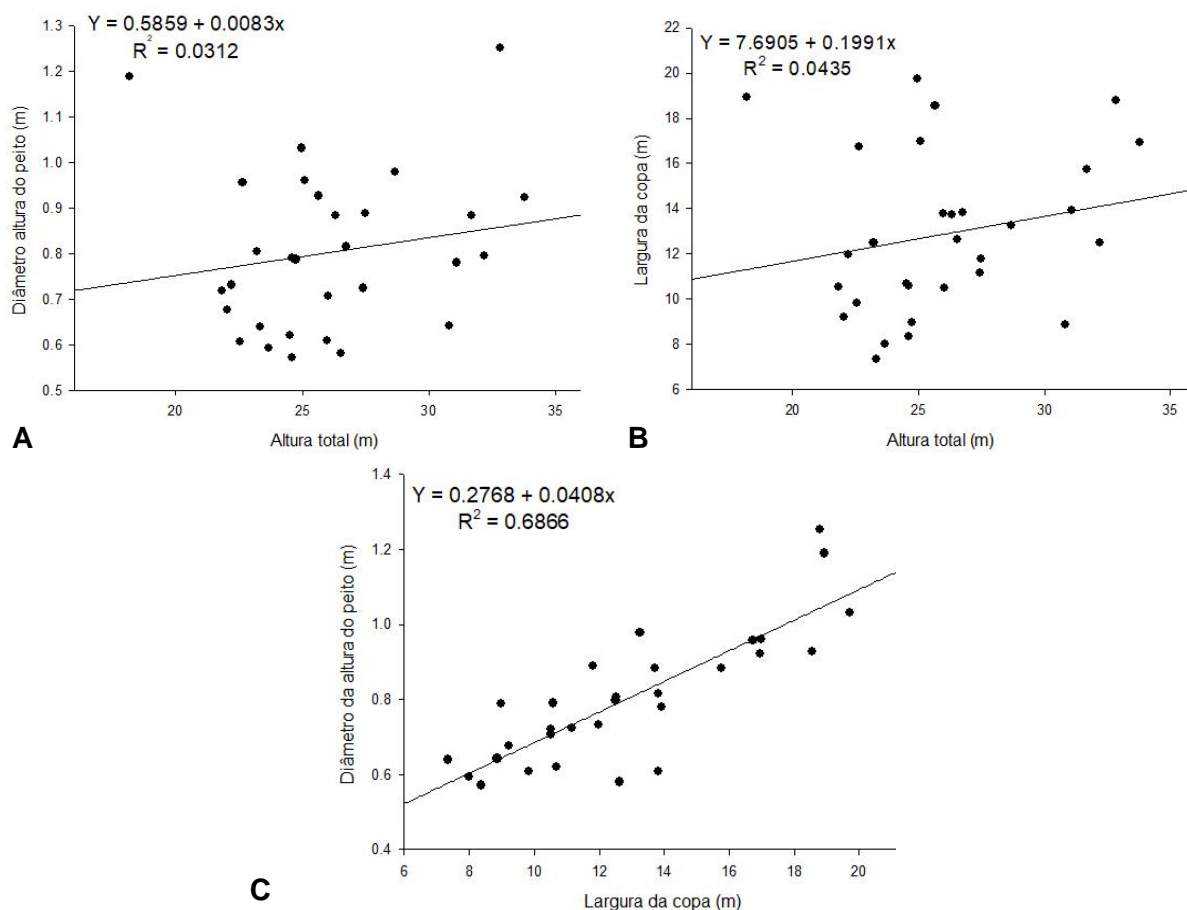 Y = 0.5859 + 0.0083x
R² = 0.0312
Diâmetro altura do peito (m)
1.3
1.2
1.1
1.0
0.9
0.8
0.7
0.6
0.5
20
25
30
35
Altura total (m)
A
Y = 7.6905 + 0.1991x
R² = 0.0435
Largura da copa (m)
22
20
18
16
14
12
10
8
6
20
25
30
35
Altura total (m)
B
Y = 0.2768 + 0.0408x
R² = 0.6866
Diâmetro da altura do peito (m)
1.4
1.2
1.0
0.8
0.6
0.4
6
8
10
12
14
16
18
20
Largura da copa (m)
C